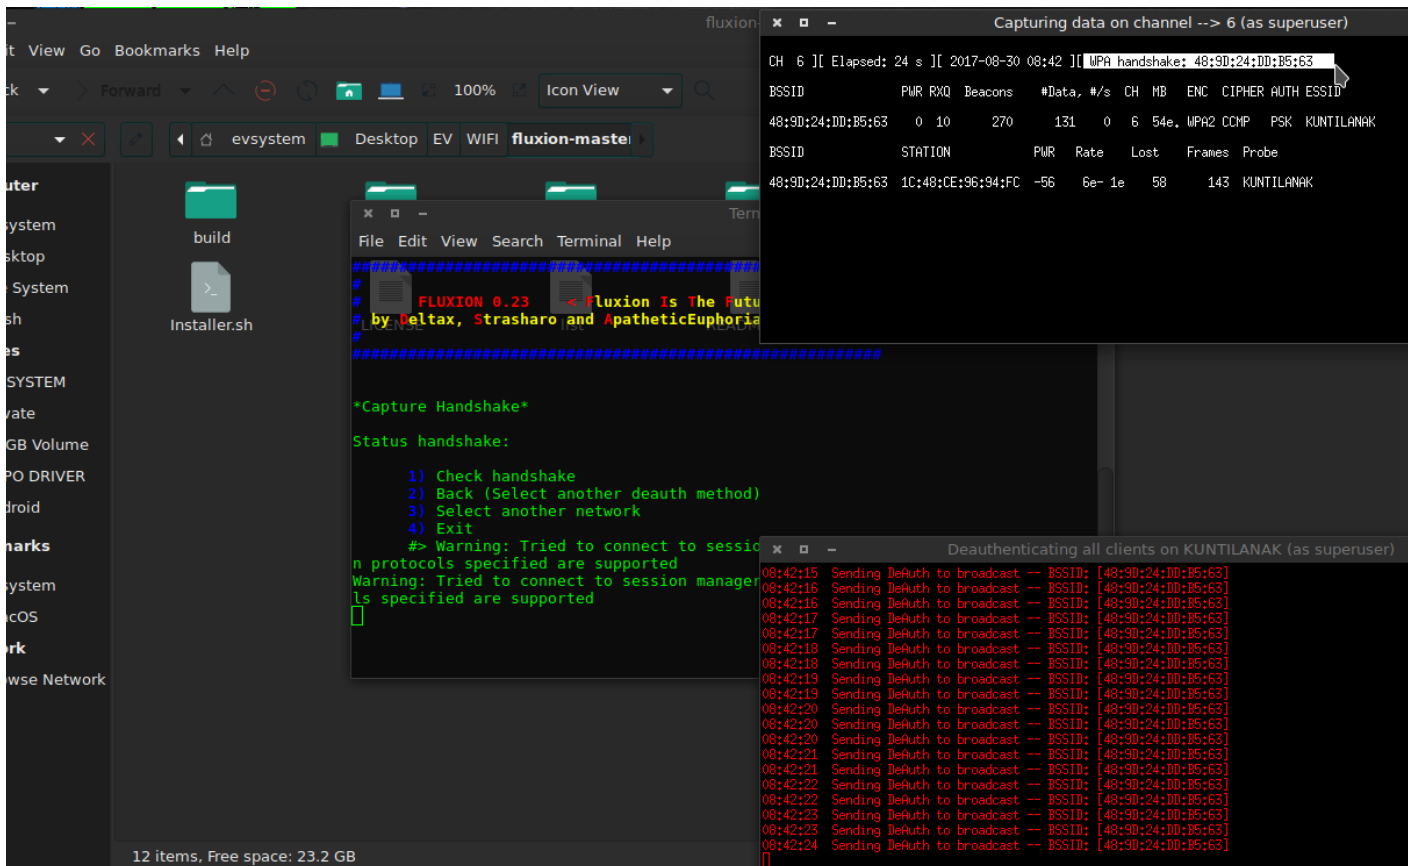 fluxion-
it View Go Bookmarks Help
Forward
100%
Icon View
evsystem
Desktop
EV
WIFI
fluxion-master
build
Installer.sh
LICENSE
list
GB Volume
DRIVER
owse Network
12 items, Free space: 23.2 GB
File Edit View Search Terminal Help
###########################################################
#
# FLUXION 0.23 < Fluxion Is The
# by Deltax, Strasharo and ApatheticEuphoria
#
###########################################################
*Capture Handshake*
Status handshake:
1) Check handshake
2) Back (Select another deauth method)
3) Select another network
4) Exit
#> Warning: Tried to connect to sessio
n protocols specified are supported
Warning: Tried to connect to session manager
ls specified are supported
Capturing data on channel --> 6 (as superuser)
CH 6 ][ Elapsed: 24 s ][ 2017-08-30 08:42 ][ WPA handshake: 48:9D:24:DD:B5:63
BSSID PWR RXQ Beacons #Data, #/s CH MB ENC CIPHER AUTH ESSID
48:9D:24:DD:B5:63 0 10 270 131 0 6 54e. WPA2 CCMP PSK KUNTILANAK
BSSID STATION PWR Rate Lost Frames Probe
48:9D:24:DD:B5:63 1C:48:CE:96:94:FC -56 6e- 1e 58 143 KUNTILANAK
Deauthenticating all clients on KUNTILANAK (as superuser)
08:42:15 Sending DeAuth to broadcast -- BSSID: [48:9D:24:DD:B5:63]
08:42:16 Sending DeAuth to broadcast -- BSSID: [48:9D:24:DD:B5:63]
08:42:16 Sending DeAuth to broadcast -- BSSID: [48:9D:24:DD:B5:63]
08:42:17 Sending DeAuth to broadcast -- BSSID: [48:9D:24:DD:B5:63]
08:42:17 Sending DeAuth to broadcast -- BSSID: [48:9D:24:DD:B5:63]
08:42:18 Sending DeAuth to broadcast -- BSSID: [48:9D:24:DD:B5:63]
08:42:18 Sending DeAuth to broadcast -- BSSID: [48:9D:24:DD:B5:63]
08:42:19 Sending DeAuth to broadcast -- BSSID: [48:9D:24:DD:B5:63]
08:42:19 Sending DeAuth to broadcast -- BSSID: [48:9D:24:DD:B5:63]
08:42:20 Sending DeAuth to broadcast -- BSSID: [48:9D:24:DD:B5:63]
08:42:20 Sending DeAuth to broadcast -- BSSID: [48:9D:24:DD:B5:63]
08:42:20 Sending DeAuth to broadcast -- BSSID: [48:9D:24:DD:B5:63]
08:42:21 Sending DeAuth to broadcast -- BSSID: [48:9D:24:DD:B5:63]
08:42:21 Sending DeAuth to broadcast -- BSSID: [48:9D:24:DD:B5:63]
08:42:22 Sending DeAuth to broadcast -- BSSID: [48:9D:24:DD:B5:63]
08:42:22 Sending DeAuth to broadcast -- BSSID: [48:9D:24:DD:B5:63]
08:42:23 Sending DeAuth to broadcast -- BSSID: [48:9D:24:DD:B5:63]
08:42:23 Sending DeAuth to broadcast -- BSSID: [48:9D:24:DD:B5:63]
08:42:24 Sending DeAuth to broadcast -- BSSID: [48:9D:24:DD:B5:63]